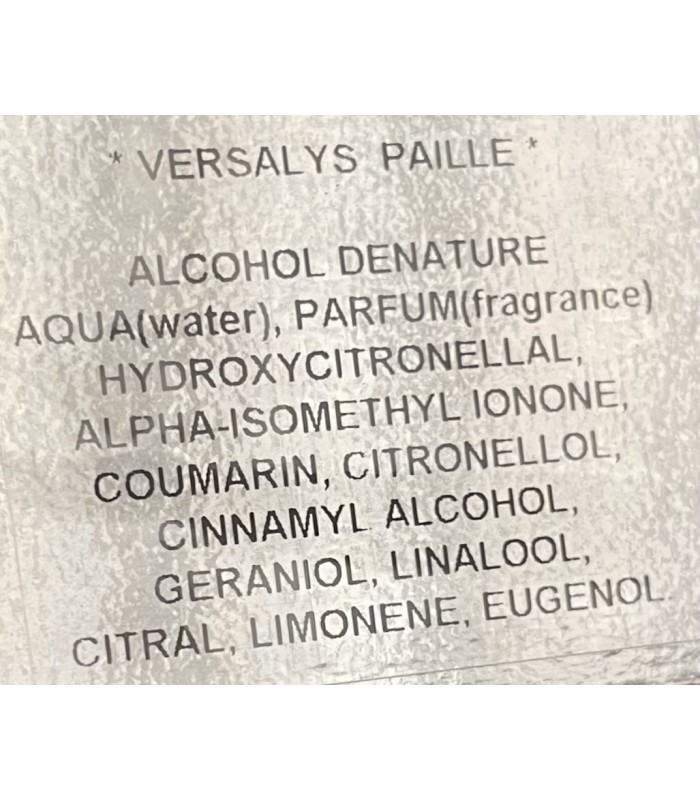 * VERSALYS PAILLE *
ALCOHOL DENATURE
AQUA(water), PARFUM(fragrance)
HYDROXYCITRONELLAL,
ALPHA-ISOMETHYL IONONE,
COUMARIN, CITRONELLOL,
CINNAMYL ALCOHOL,
GERANIOL, LINALOOL,
CITRAL, LIMONENE, EUGENOL